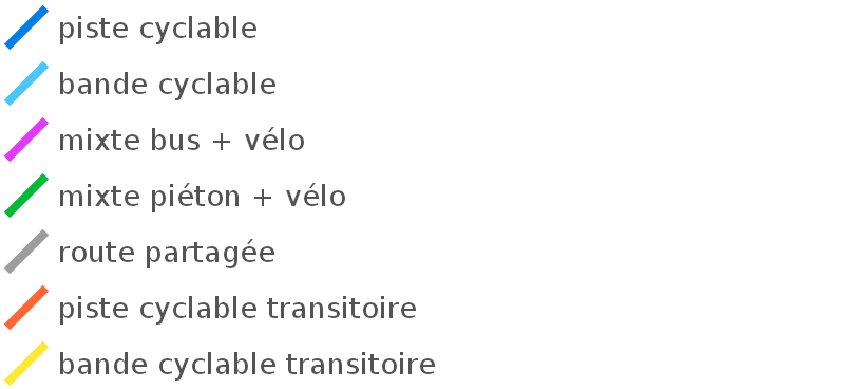 piste cyclable
bande cyclable
mixte bus + vélo
mixte piéton + vélo
route partagée
piste cyclable transitoire
bande cyclable transitoire